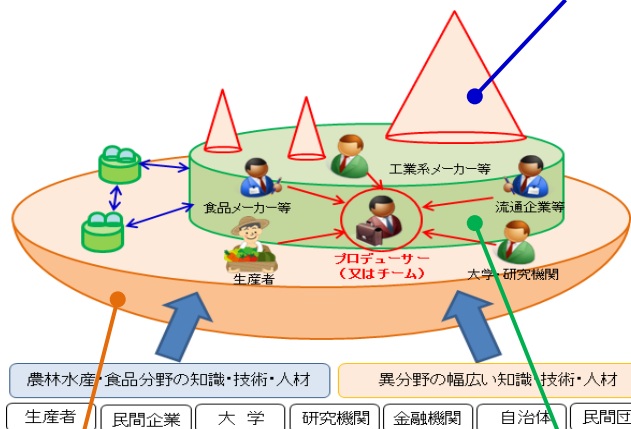 工業系メーカー等
食品メーカー等
流通企業等
プロデューサー
（又はチーム）
生産者
大学・研究機関
農林水産・食品分野の知識・技術・人材
異分野の幅広い知識・技術・人材
生産者
民間企業
大 学
研究機関
金融機関
自治体
民間団